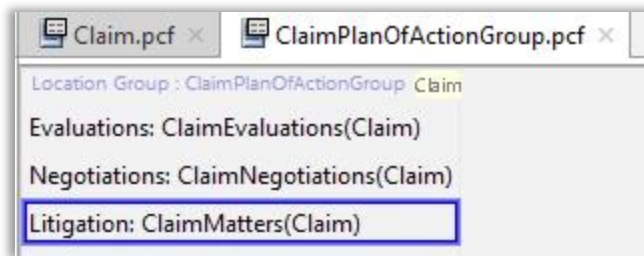 Claim.pcf × ClaimPlanOfActionGroup.pcf ×
Location Group : ClaimPlanOfActionGroup Claim
Evaluations: ClaimEvaluations(Claim)
Negotiations: ClaimNegotiations(Claim)
Litigation: ClaimMatters(Claim)